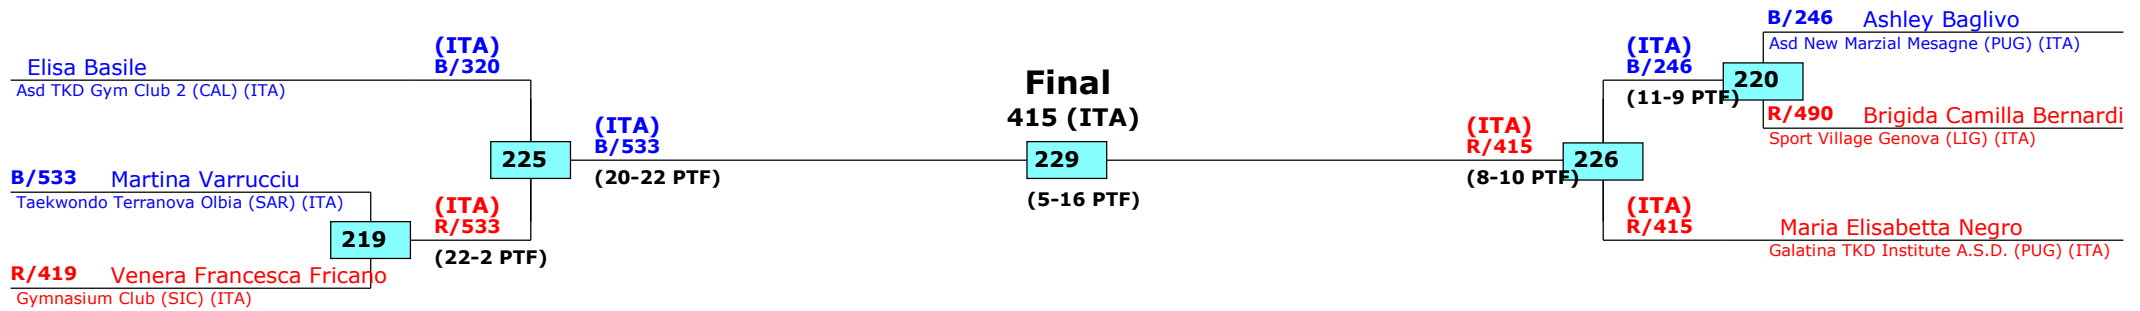 Elisa Basile
Asd TKD Gym Club 2 (CAL) (ITA)
(ITA)
B/320
B/533 Martina Varrucciu
Taekwondo Terranova Olbia (SAR) (ITA)
219
R/419 Venera Francesca Fricano
Gymnasium Club (SIC) (ITA)
(ITA)
R/533
(22-2 PTF)
225
(ITA)
B/533
(20-22 PTF)
Final
415 (ITA)
229
(5-16 PTF)
(ITA)
R/415
(8-10 PTF)
226
(ITA)
B/246
(11-9 PTF)
220
B/246 Ashley Baglivo
Asd New Marzial Mesagne (PUG) (ITA)
R/490 Brigida Camilla Bernardi
Sport Village Genova (LIG) (ITA)
(ITA)
R/415
Maria Elisabetta Negro
Galatina TKD Institute A.S.D. (PUG) (ITA)